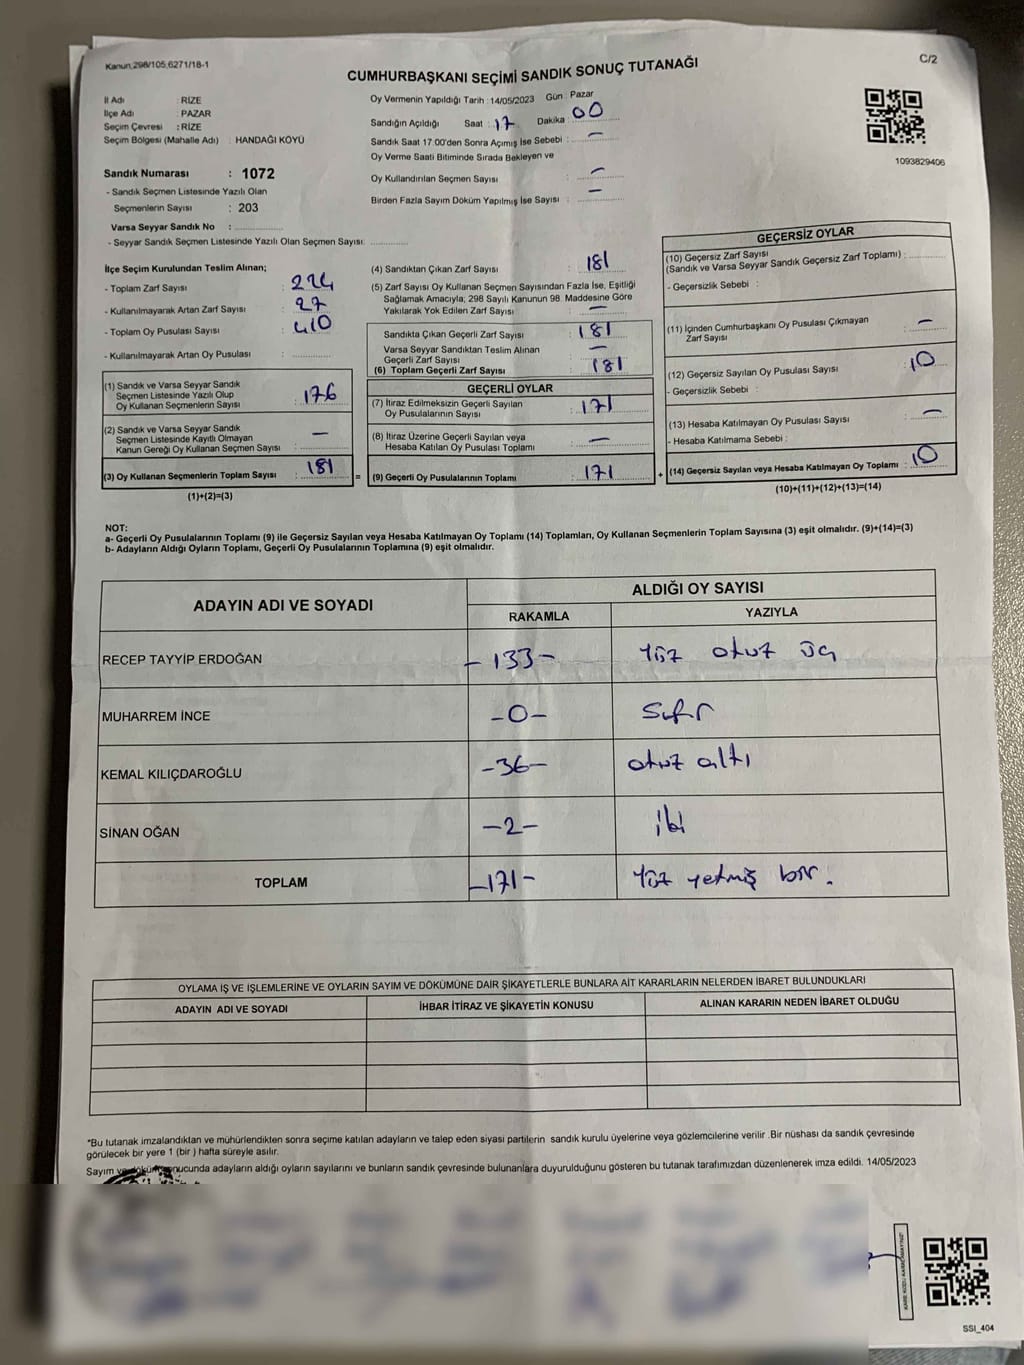 Kanun.298/105,6271/18-1
C/2
CUMHURBAŞKANI SEÇİMİ SANDIK SONUÇ TUTANAĞI
İl Adı : RİZE
İlçe Adı : PAZAR
Seçim Çevresi : RİZE
Seçim Bölgesi (Mahalle Adı) : HANDAĞI KÖYÜ
Sandık Numarası : 1072
- Sandık Seçmen Listesinde Yazılı Olan
Seçmenlerin Sayısı : 203
Varsa Seyyar Sandık No :
- Seyyar Sandık Seçmen Listesinde Yazılı Olan Seçmen Sayısı:
Oy Vermenin Yapıldığı Tarih : 14/05/2023 Gün : Pazar
Sandığın Açıldığı Saat : 17 Dakika : 00
Sandık Saat 17.00'den Sonra Açımış İse Sebebi : -
Oy Verme Saati Bitiminde Sırada Bekleyen ve
Oy Kullandırılan Seçmen Sayısı : -
Birden Fazla Sayım Döküm Yapılmış İse Sayısı : -
1093829406
İlçe Seçim Kurulundan Teslim Alınan;
- Toplam Zarf Sayısı : 224
- Kullanılmayarak Artan Zarf Sayısı : 27
- Toplam Oy Pusulası Sayısı : 410
- Kullanılmayarak Artan Oy Pusulası :
(1) Sandık ve Varsa Seyyar Sandık
Seçmen Listesinde Yazılı Olup
Oy Kullanan Seçmenlerin Sayısı : 176
(2) Sandık ve Varsa Seyyar Sandık
Seçmen Listesinde Kayıtlı Olmayan
Kanun Gereği Oy Kullanan Seçmen Sayısı : -
(3) Oy Kullanan Seçmenlerin Toplam Sayısı : 181 =
(1)+(2)=(3)
(4) Sandıktan Çıkan Zarf Sayısı : 181
(5) Zarf Sayısı Oy Kullanan Seçmen Sayısından Fazla İse, Eşitliği
Sağlamak Amacıyla; 298 Sayılı Kanunun 98. Maddesine Göre
Yakılarak Yok Edilen Zarf Sayısı : -
Sandıkta Çıkan Geçerli Zarf Sayısı : 181
Varsa Seyyar Sandıktan Teslim Alınan
Geçerli Zarf Sayısı : -
(6) Toplam Geçerli Zarf Sayısı : 181
GEÇERLİ OYLAR
(7) İtiraz Edilmeksizin Geçerli Sayılan
Oy Pusulalarının Sayısı : 171
(8) İtiraz Üzerine Geçerli Sayılan veya
Hesaba Katılan Oy Pusulası Toplamı : -
(9) Geçerli Oy Pusulalarının Toplamı : 171 +
GEÇERSİZ OYLAR
(10) Geçersiz Zarf Sayısı
(Sandık ve Varsa Seyyar Sandık Geçersiz Zarf Toplamı) :
- Geçersizlik Sebebi :
(11) İçinden Cumhurbaşkanı Oy Pusulası Çıkmayan
Zarf Sayısı : -
(12) Geçersiz Sayılan Oy Pusulası Sayısı : 10
- Geçersizlik Sebebi :
(13) Hesaba Katılmayan Oy Pusulası Sayısı : -
- Hesaba Katılmama Sebebi :
(14) Geçersiz Sayılan veya Hesaba Katılmayan Oy Toplamı : 10
(10)+(11)+(12)+(13)=(14)
NOT:
a- Geçerli Oy Pusulalarının Toplamı (9) ile Geçersiz Sayılan veya Hesaba Katılmayan Oy Toplamı (14) Toplamları, Oy Kullanan Seçmenlerin Toplam Sayısına (3) eşit olmalıdır. (9)+(14)=(3)
b- Adayların Aldığı Oyların Toplamı, Geçerli Oy Pusulalarının Toplamına (9) eşit olmalıdır.
ADAYIN ADI VE SOYADI
ALDIĞI OY SAYISI
RAKAMLA YAZIYLA
RECEP TAYYİP ERDOĞAN -133- Yüz otuz üç
MUHARREM İNCE -0- Sıfır
KEMAL KILIÇDAROĞLU -36- otuz altı
SİNAN OĞAN -2- iki
TOPLAM -171- Yüz yetmiş bir.
OYLAMA İŞ VE İŞLEMLERİNE VE OYLARIN SAYIM VE DÖKÜMÜNE DAİR ŞİKAYETLERLE BUNLARA AİT KARARLARIN NELERDEN İBARET BULUNDUKLARI
ADAYIN ADI VE SOYADI İHBAR İTİRAZ VE ŞİKAYETİN KONUSU ALINAN KARARIN NEDEN İBARET OLDUĞU
*Bu tutanak imzalandıktan ve mühürlendikten sonra seçime katılan adayların ve talep eden siyasi partilerin sandık kurulu üyelerine veya gözlemcilerine verilir .Bir nüshası da sandık çevresinde
görülecek bir yere 1 (bir ) hafta süreyle asılır.
Sayım ve döküm sonucunda adayların aldığı oyların sayılarını ve bunların sandık çevresinde bulunanlara duyurulduğunu gösteren bu tutanak tarafımızdan düzenlenerek imza edildi. 14/05/2023
SSI_404